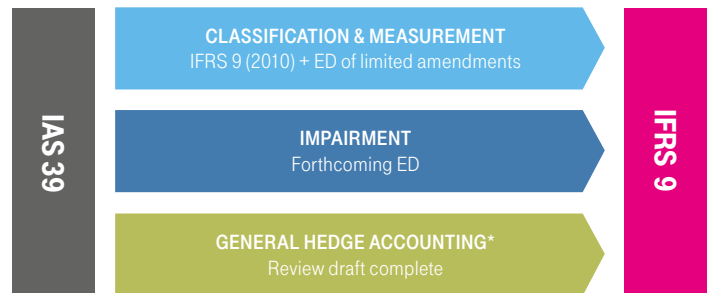 IAS 39
CLASSIFICATION & MEASUREMENT
IFRS 9 (2010) + ED of limited amendments
IMPAIRMENT
Forthcoming ED
GENERAL HEDGE ACCOUNTING*
Review draft complete
IFRS 9